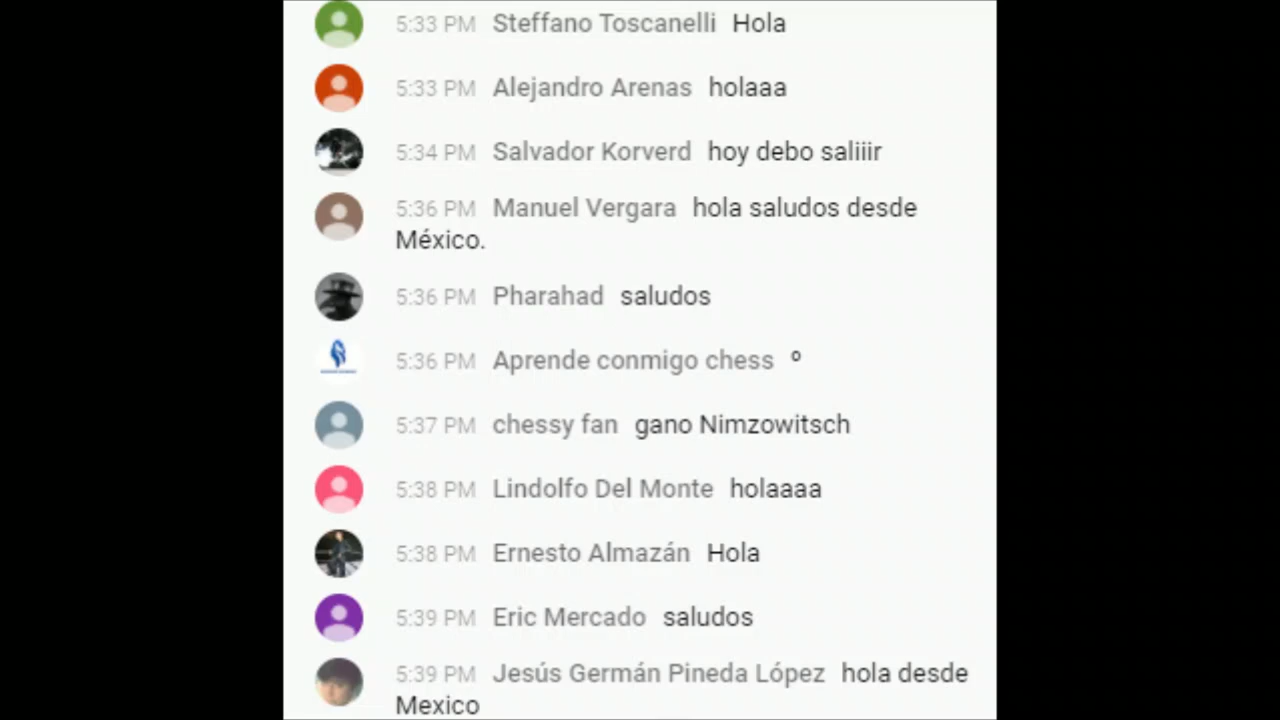 5:33 PM Steffano Toscanelli Hola
5:33 PM Alejandro Arenas holaaa
5:34 PM Salvador Korverd hoy debo saliiir
5:36 PM Manuel Vergara hola saludos desde
México.
5:36 PM Pharahad saludos
5:36 PM Aprende conmigo chess º
5:37 PM chessy fan gano Nimzowitsch
5:38 PM Lindolfo Del Monte holaaaa
5:38 PM Ernesto Almazán Hola
5:39 PM Eric Mercado saludos
5:39 PM Jesús Germán Pineda López hola desde
Mexico